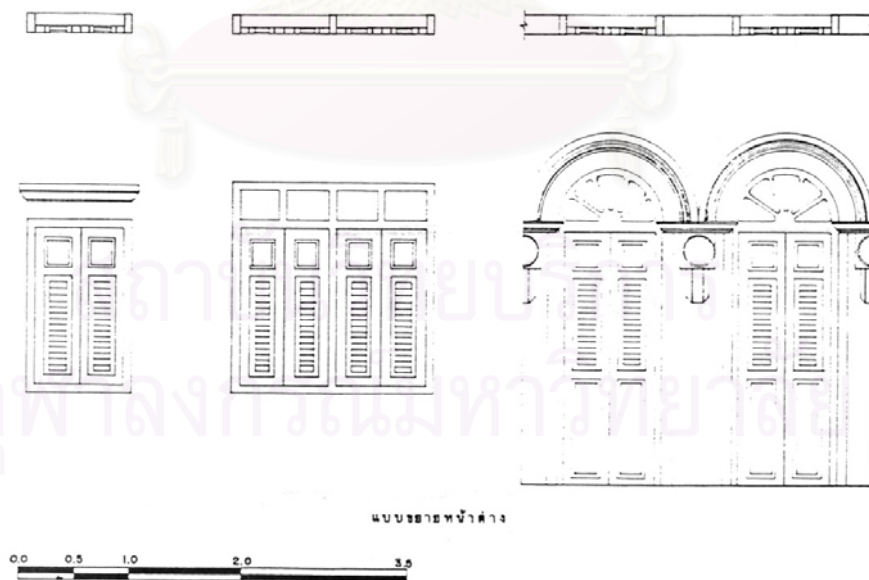 สถาบันวิทยบริการ
จุฬาลงกรณ์มหาวิทยาลัย
แบบขยายหน้าต่าง
0.0 0.5 1.0 2.0 3.5